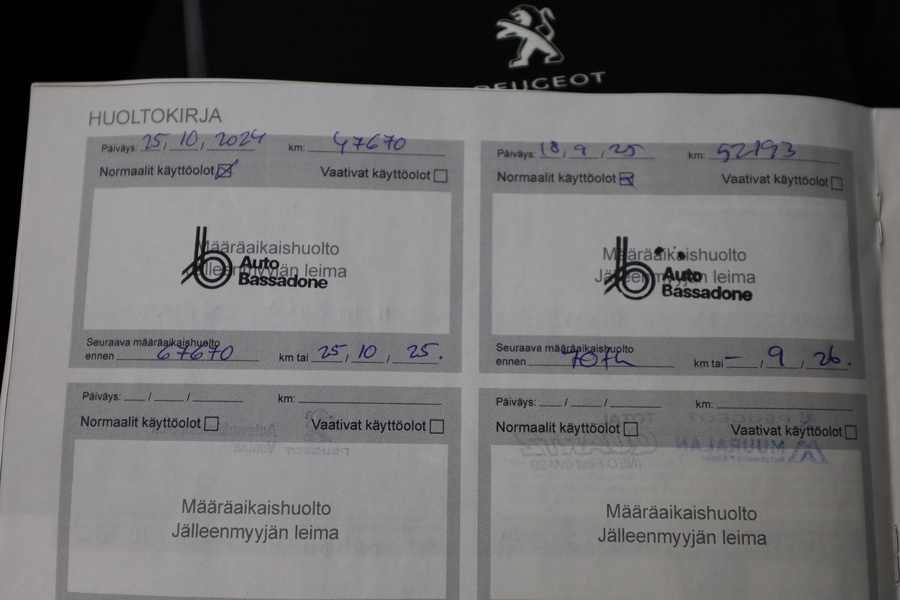 PEUGEOT
HUOLTOKIRJA
Päiväys: 25, 10, 2024 km: 47670
Normaalit käyttöolot Vaativat käyttöolot
Määräaikaishuolto
Jälleenmyyjän leima
Auto
Bassadone
Seuraava määräaikaishuolto
ennen 67670 km tai 25, 10, 25.
Päiväys: 18, 9, 25 km: 52193
Normaalit käyttöolot Vaativat käyttöolot
Määräaikaishuolto
Jälleenmyyjän leima
Auto
Bassadone
Seuraava määräaikaishuolto
ennen km tai – / 9 / 26.
Päiväys: / / km:
Normaalit käyttöolot Vaativat käyttöolot
Määräaikaishuolto
Jälleenmyyjän leima
Päiväys: / / km:
Normaalit käyttöolot Vaativat käyttöolot
Määräaikaishuolto
Jälleenmyyjän leima